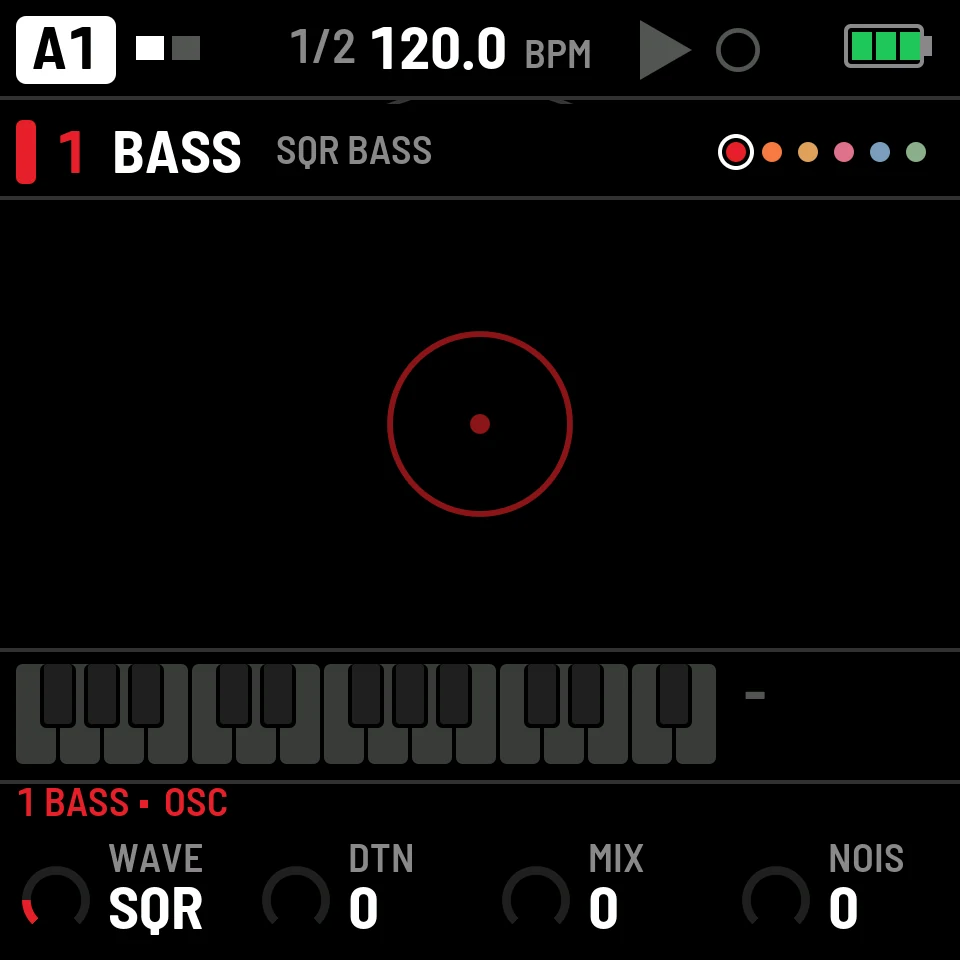 A1 1/2 120.0 BPM
1 BASS SQR BASS
-
1 BASS ▪ OSC
WAVE DTN MIX NOIS
SQR 0 0 0